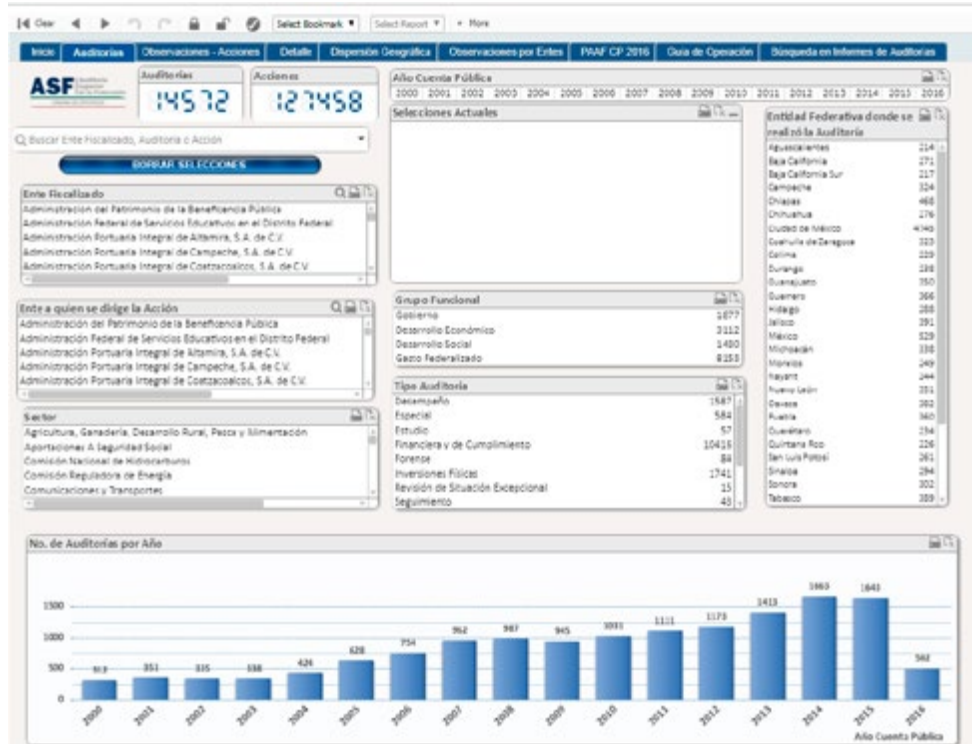 Clear Select Bookmark Select Report More
Inicio Auditorías Observaciones - Acciones Detalle Dispersión Geográfica Observaciones por Entes PAAF CP 2016 Guía de Operación Búsqueda en Informes de Auditorías
ASF
Auditorías
14572
Acciones
127458
Buscar Ente Fiscalizado, Auditoría o Acción
BORRAR SELECCIONES
Ente Fiscalizado
Administración del Patrimonio de la Beneficencia Pública
Administración Federal de Servicios Educativos en el Distrito Federal
Administración Portuaria Integral de Altamira, S.A. de C.V.
Administración Portuaria Integral de Campeche, S.A. de C.V.
Administración Portuaria Integral de Coatzacoalcos, S.A. de C.V.
Ente a quien se dirige la Acción
Administración del Patrimonio de la Beneficencia Pública
Administración Federal de Servicios Educativos en el Distrito Federal
Administración Portuaria Integral de Altamira, S.A. de C.V.
Administración Portuaria Integral de Campeche, S.A. de C.V.
Administración Portuaria Integral de Coatzacoalcos, S.A. de C.V.
Sector
Agricultura, Ganadería, Desarrollo Rural, Pesca y Alimentación
Aportaciones A Seguridad Social
Comisión Nacional de Hidrocarburos
Comisión Reguladora de Energía
Comunicaciones y Transportes
Año Cuenta Pública
2000 2001 2002 2003 2004 2005 2006 2007 2008 2009 2010 2011 2012 2013 2014 2015 2016
Selecciones Actuales
Grupo Funcional
Gobierno 1877
Desarrollo Económico 3112
Desarrollo Social 1480
Gasto Federalizado 8153
Tipo Auditoría
Desempeño 1587
Especial 584
Estudio 57
Financiera y de Cumplimiento 10415
Forense 84
Inversiones Físicas 1741
Revisión de Situación Excepcional 15
Seguimiento 43
Entidad Federativa donde se
realizó la Auditoría
Aguascalientes 214
Baja California 271
Baja California Sur 217
Campeche 324
Chiapas 468
Chihuahua 276
Ciudad de México
Coahuila de Zaragoza 323
Colima 229
Durango 238
Guanajuato 350
Guerrero 366
Hidalgo 288
Jalisco 391
México 529
Michoacán 338
Morelos 249
Nayarit 244
Nuevo León 351
Oaxaca 382
Puebla 360
Querétaro 234
Quintana Roo 226
San Luis Potosí 261
Sinaloa 294
Sonora 302
Tabasco 389
No. de Auditorías por Año
1500
1000
500
0
313 351 335 338 424 628 754 962 987 945 1031 1111 1173 1413 1663 1643 562
2000 2001 2002 2003 2004 2005 2006 2007 2008 2009 2010 2011 2012 2013 2014 2015 2016
Año Cuenta Pública